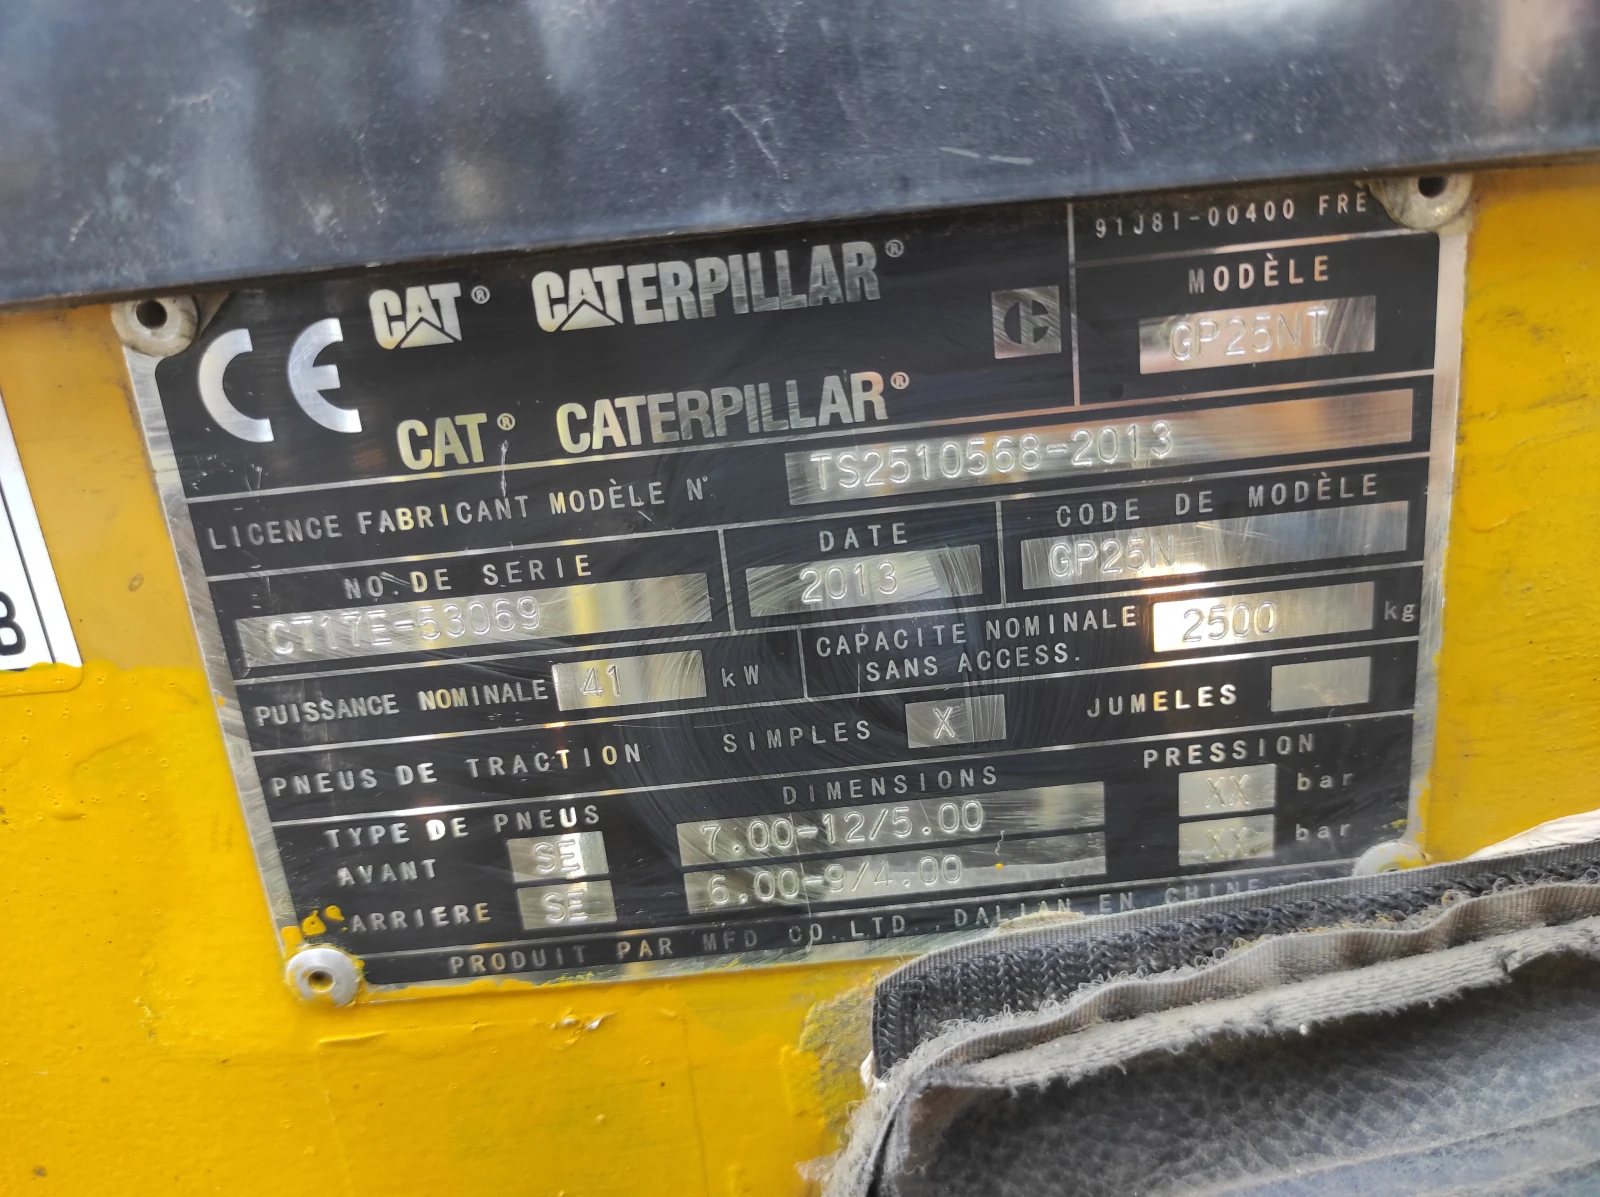 91J81-00400 FRE
CE CAT® CATERPILLAR®
MODÈLE
GP25NT
CAT® CATERPILLAR®
LICENCE FABRICANT MODÈLE N° TS2510568-2013
NO. DE SERIE DATE CODE DE MODÈLE
CT17E-53069 2013 GP25N
PUISSANCE NOMINALE 41 kW CAPACITE NOMINALE SANS ACCESS. 2500 kg
PNEUS DE TRACTION SIMPLES X JUMELES
TYPE DE PNEUS DIMENSIONS PRESSION
AVANT SE 7.00-12/5.00 XX bar
ARRIERE SE 6.00-9/4.00 XX bar
PRODUIT PAR MFD CO.LTD., DALIAN EN CHINE
B